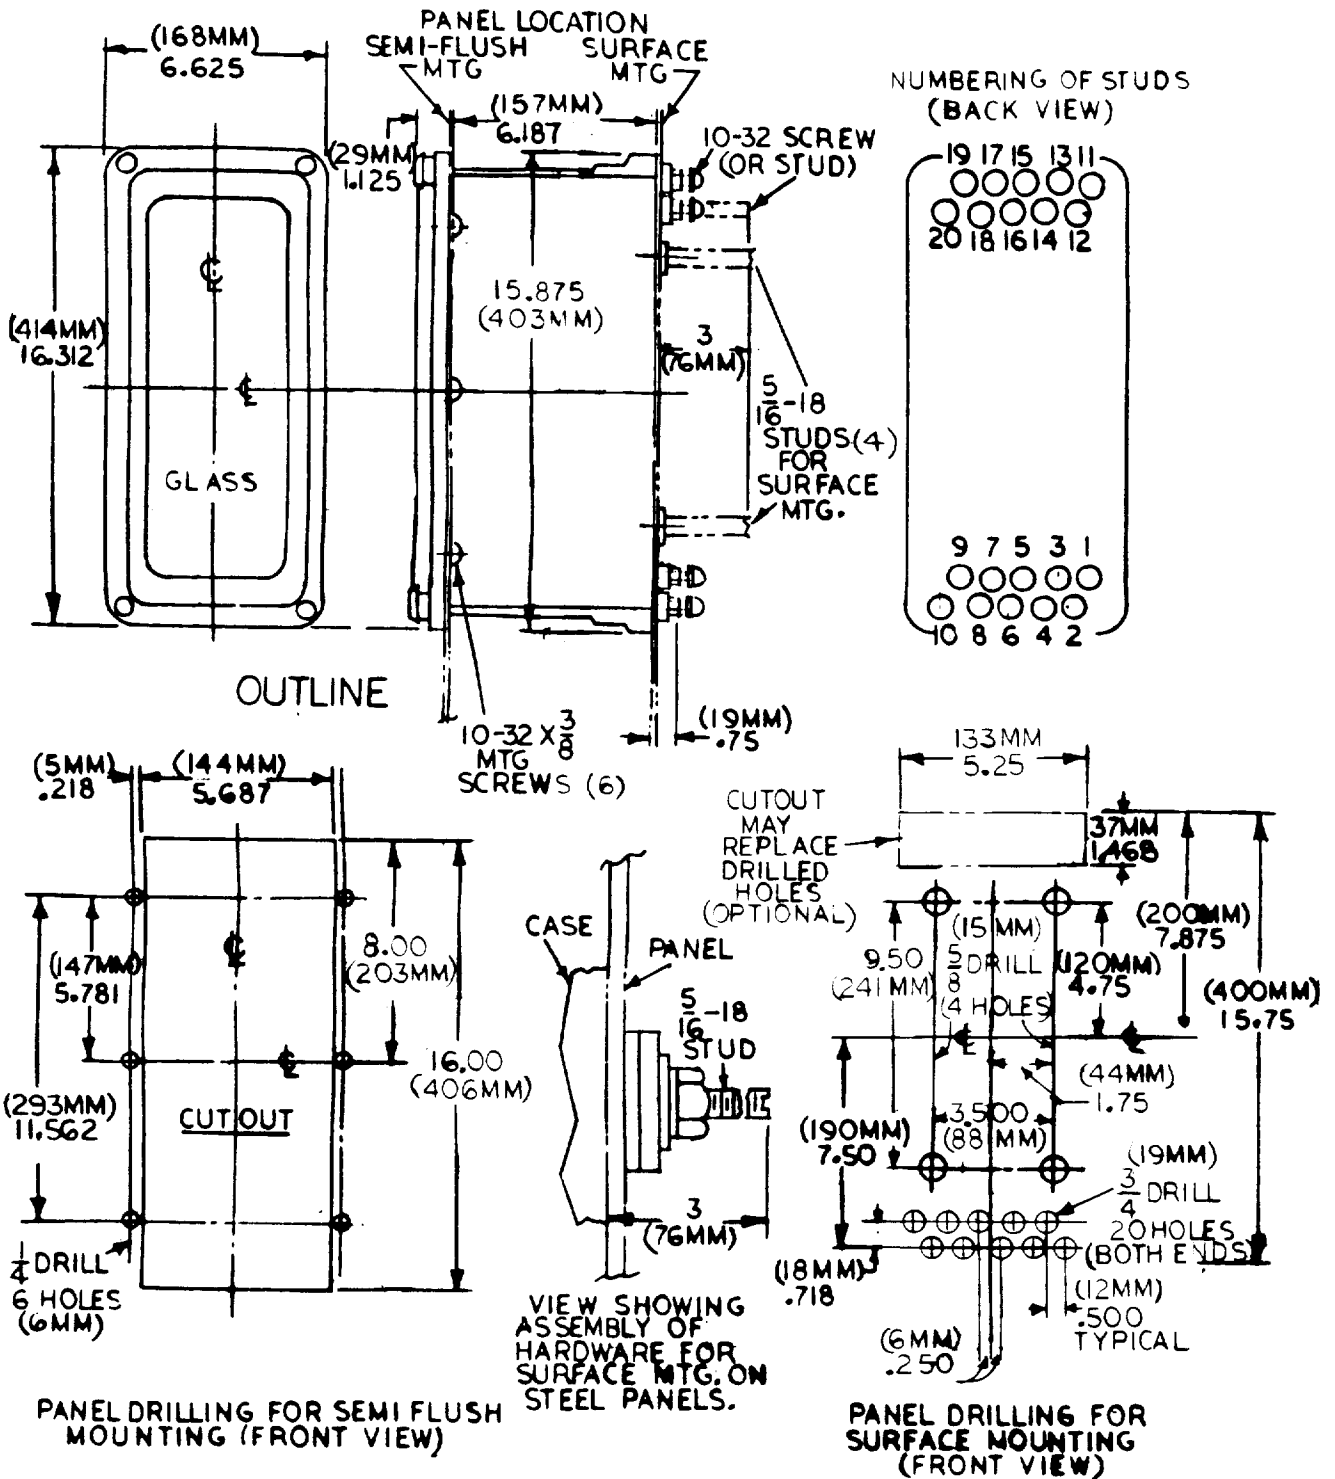 (168MM)
6.625
PANEL LOCATION
SEMI-FLUSH
MTG
SURFACE
MTG
(157MM)
6.187
(29MM)
1.125
10-32 SCREW
(OR STUD)
NUMBERING OF STUDS
(BACK VIEW)
19 17 15 13 11
20 18 16 14 12
(414MM)
16.312
15.875
(403MM)
3
(76MM)
5/16-18
STUDS(4)
FOR
SURFACE
MTG.
GLASS
9 7 5 3 1
10 8 6 4 2
OUTLINE
10-32 X 3/8
MTG
SCREWS (6)
(19MM)
.75
(5MM)
.218
(144MM)
5.687
8.00
(203MM)
(147MM)
5.781
16.00
(406MM)
(293MM)
11.562
CUTOUT
1/4 DRILL
6 HOLES
(6MM)
PANEL DRILLING FOR SEMI FLUSH
MOUNTING (FRONT VIEW)
CASE
PANEL
5/16-18
STUD
3
(76MM)
VIEW SHOWING
ASSEMBLY OF
HARDWARE FOR
SURFACE MTG. ON
STEEL PANELS.
133MM
5.25
CUTOUT
MAY
REPLACE
DRILLED
HOLES
(OPTIONAL)
37MM
1.468
(200MM)
7.875
(15MM)
5/8 DRILL
(4 HOLES)
9.50
(241MM)
(120MM)
4.75
(400MM)
15.75
(44MM)
1.75
3.500
(88MM)
(190MM)
7.50
(19MM)
3/4 DRILL
20 HOLES
(BOTH ENDS)
(18MM)
.718
(12MM)
.500
TYPICAL
(6MM)
.250
PANEL DRILLING FOR
SURFACE MOUNTING
(FRONT VIEW)